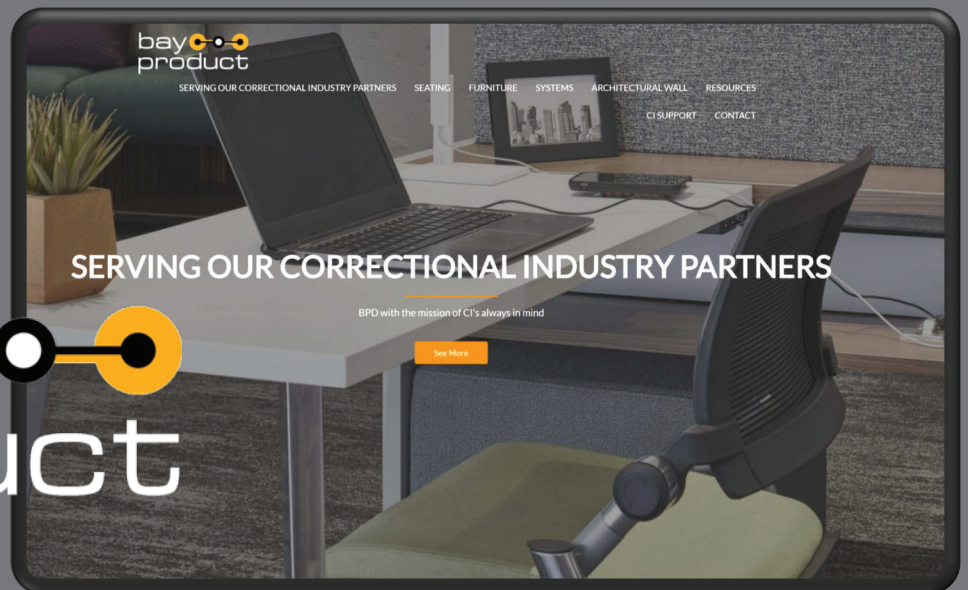 bay
product
SERVING OUR CORRECTIONAL INDUSTRY PARTNERS SEATING FURNITURE SYSTEMS ARCHITECTURAL WALL RESOURCES
CI SUPPORT CONTACT
SERVING OUR CORRECTIONAL INDUSTRY PARTNERS
BPD with the mission of CI's always in mind
See More
uct